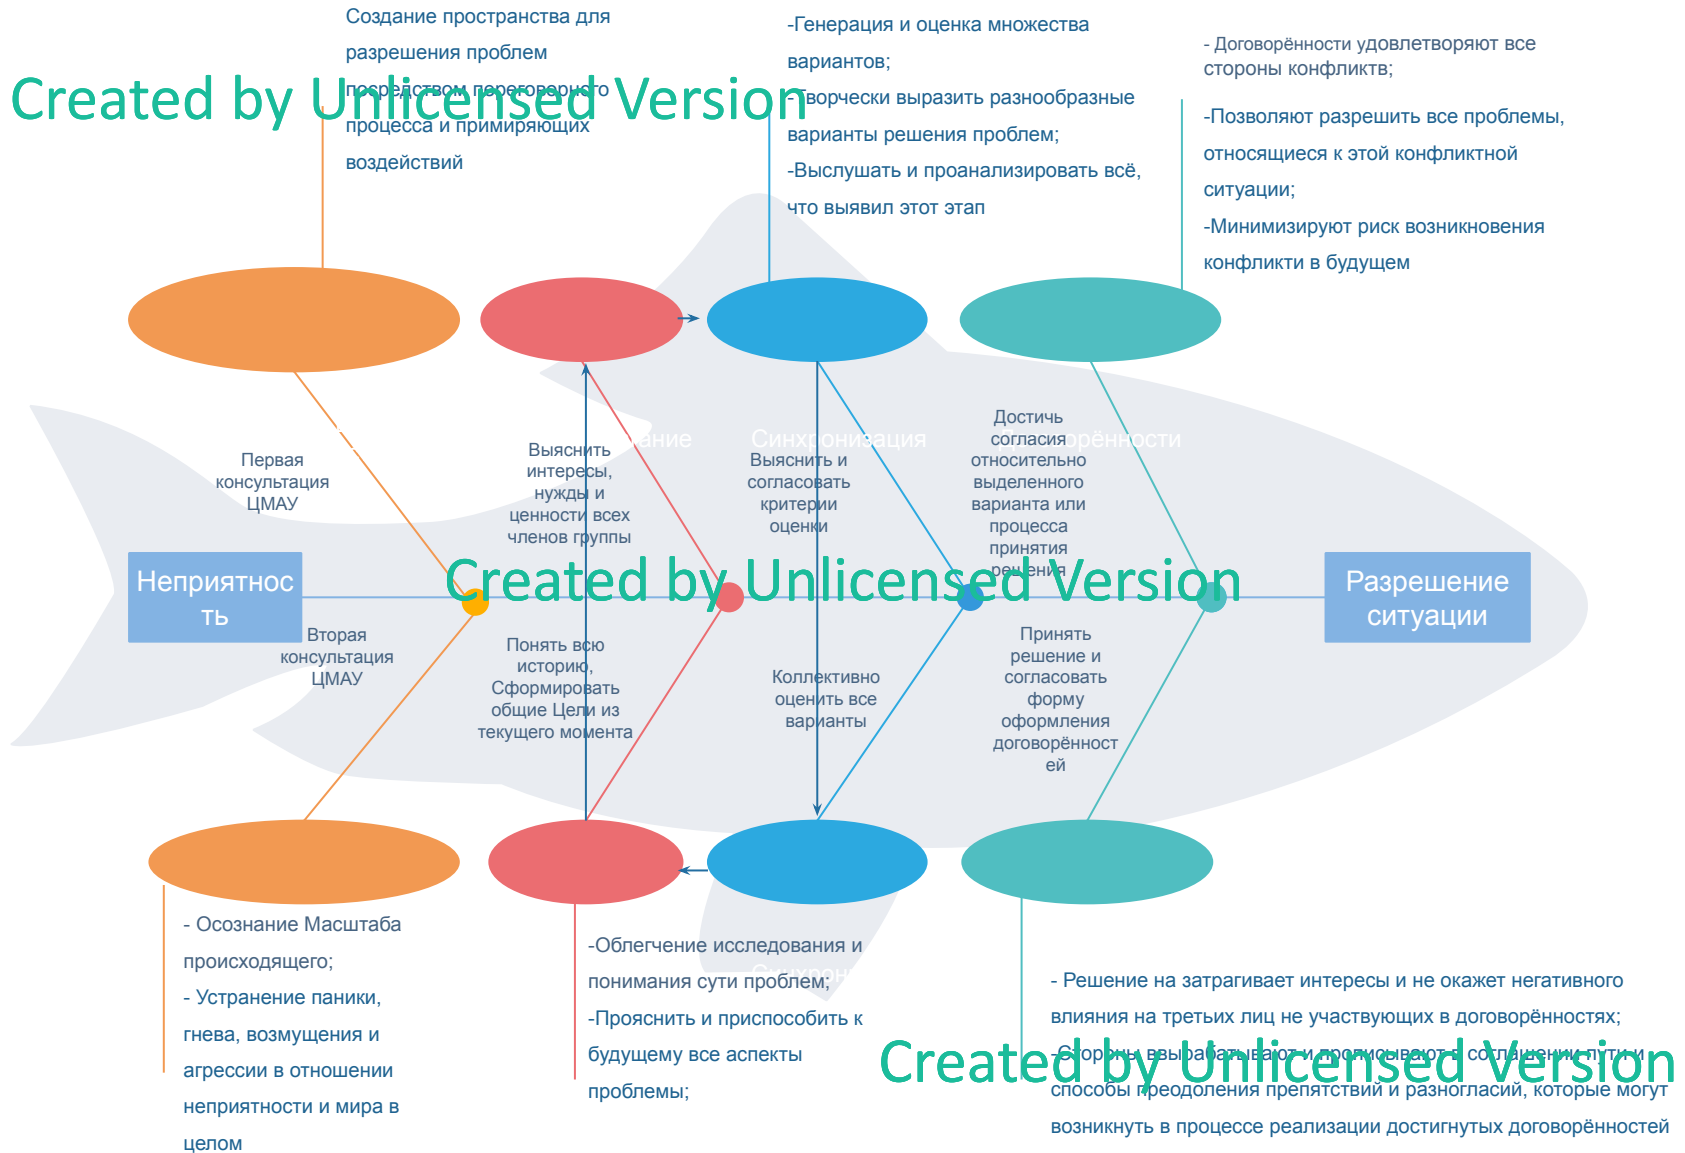 Создание пространства для
разрешения проблем
посредством переговорного
процесса и примиряющих
воздействий
-Генерация и оценка множества
вариантов;
-Творчески выразить разнообразные
варианты решения проблем;
-Выслушать и проанализировать всё,
что выявил этот этап
- Договорённости удовлетворяют все
стороны конфликтв;
-Позволяют разрешить все проблемы,
относящиеся к этой конфликтной
ситуации;
-Минимизируют риск возникновения
конфликти в будущем
Created by Unlicensed Version
Синхронизация
Договорённости
Первая
консультация
ЦМАУ
Выяснить
интересы,
нужды и
ценности всех
членов группы
Выяснить и
согласовать
критерии
оценки
Достичь
согласия
относительно
выделенного
варианта или
процесса
принятия
решения
Created by Unlicensed Version
Неприятнос
ть
Разрешение
ситуации
Вторая
консультация
ЦМАУ
Понять всю
историю,
Сформировать
общие Цели из
текущего момента
Коллективно
оценить все
варианты
Принять
решение и
согласовать
форму
оформления
договорённост
ей
- Осознание Масштаба
происходящего;
- Устранение паники,
гнева, возмущения и
агрессии в отношении
неприятности и мира в
целом
-Облегчение исследования и
понимания сути проблем;
-Прояснить и приспособить к
будущему все аспекты
проблемы;
- Решение на затрагивает интересы и не окажет негативного
влияния на третьих лиц не участвующих в договорённостях;
-Стороны ввырабатывают и прописывают в соглашении пути и
способы преодоления препятствий и разногласий, которые могут
возникнуть в процессе реализации достигнутых договорённостей
Created by Unlicensed Version